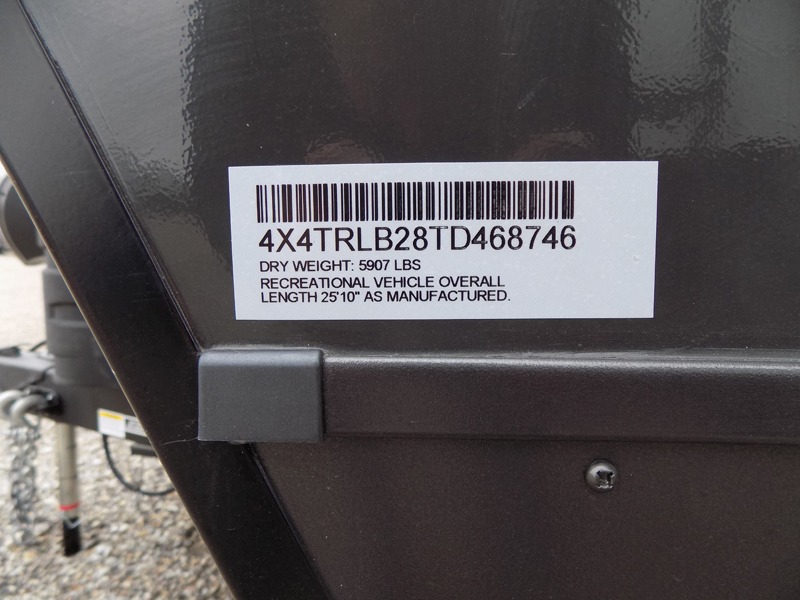 4X4TRLB28TD468746
DRY WEIGHT: 5907 LBS
RECREATIONAL VEHICLE OVERALL
LENGTH 25'10" AS MANUFACTURED.